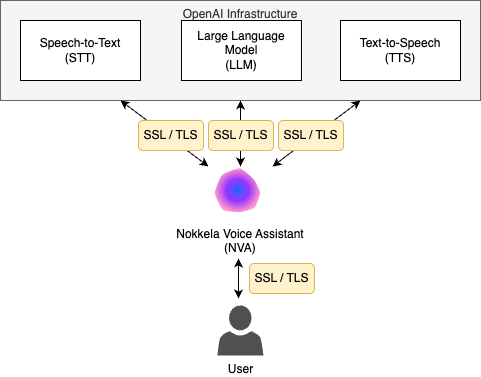 OpenAI Infrastructure
Speech-to-Text
(STT)
Large Language
Model
(LLM)
Text-to-Speech
(TTS)
SSL / TLS
SSL / TLS
SSL / TLS
Nokkela Voice Assistant
(NVA)
SSL / TLS
User